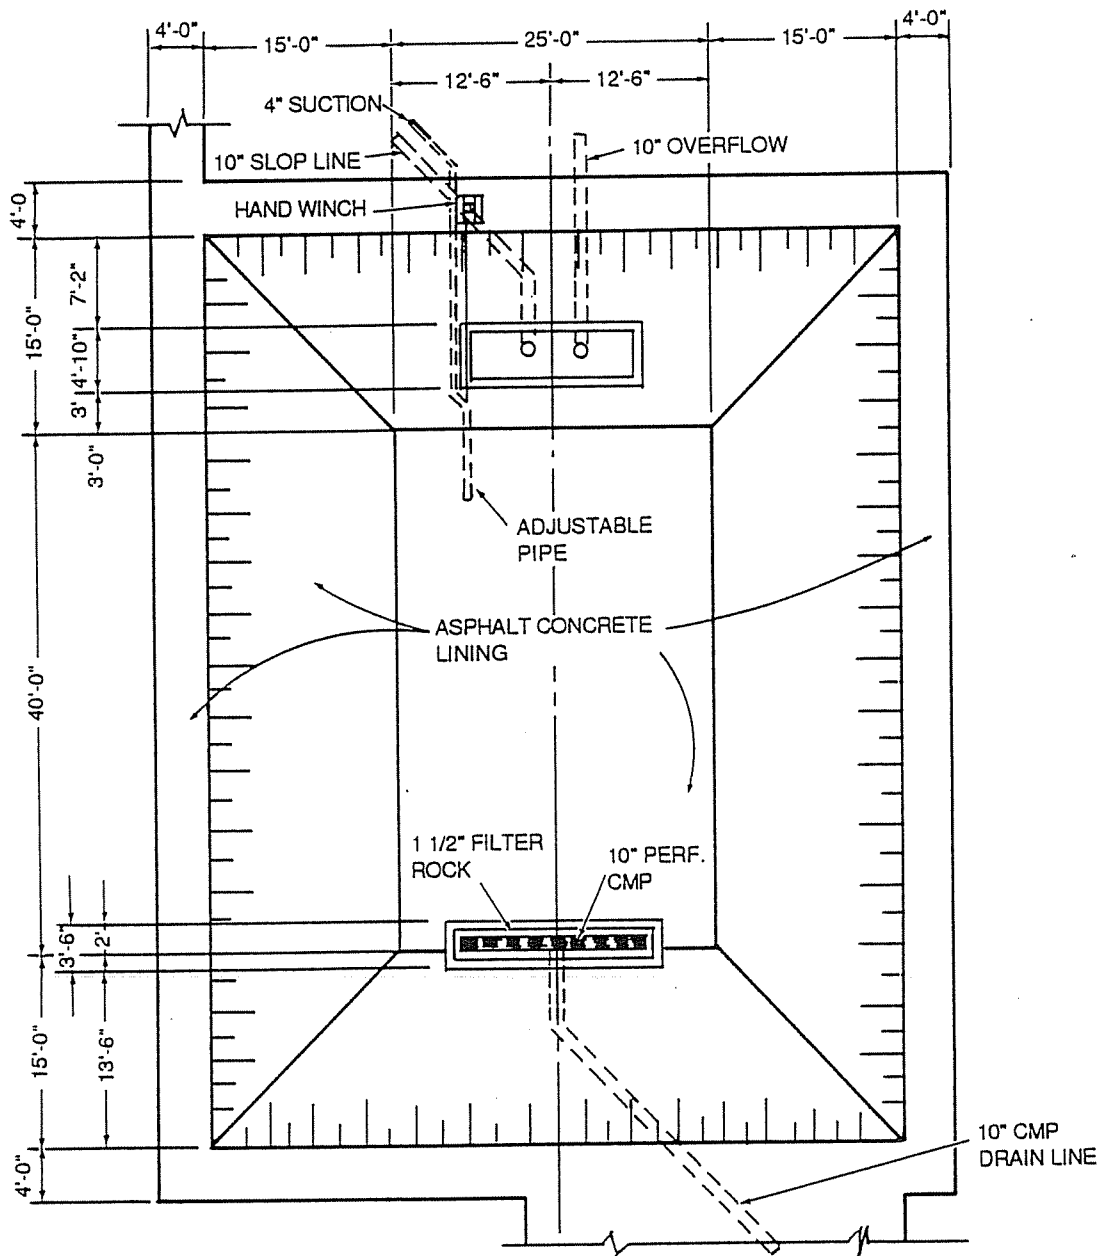 4'-0"
4'-0"
15'-0"
25'-0"
15'-0"
12'-6"
12'-6"
4" SUCTION
10" SLOP LINE
10" OVERFLOW
HAND WINCH
4'-0
7'-2"
15'-0"
4'-10"
3'
3'-0"
ADJUSTABLE
PIPE
ASPHALT CONCRETE
LINING
40'-0"
1 1/2" FILTER
ROCK
10" PERF.
CMP
3'-6"
2'
15'-0"
13'-6"
10" CMP
DRAIN LINE
4'-0"